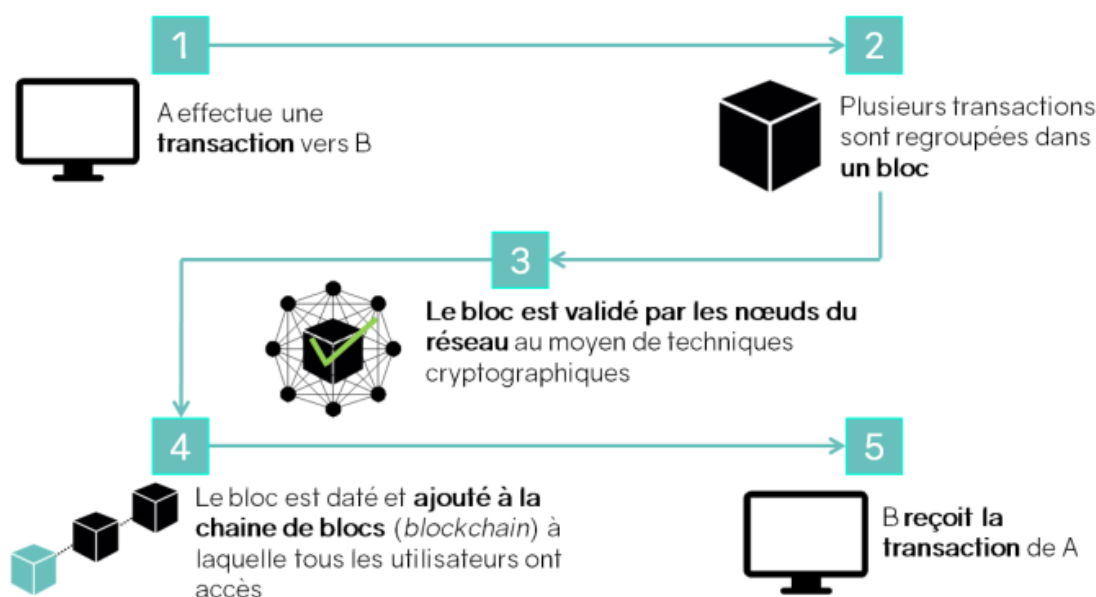 1
A effectue une
transaction vers B
2
Plusieurs transactions
sont regroupées dans
un bloc
3
Le bloc est validé par les nœuds du
réseau au moyen de techniques
cryptographiques
4
Le bloc est daté et ajouté à la
chaine de blocs (blockchain) à
laquelle tous les utilisateurs ont
accès
5
B reçoit la
transaction de A